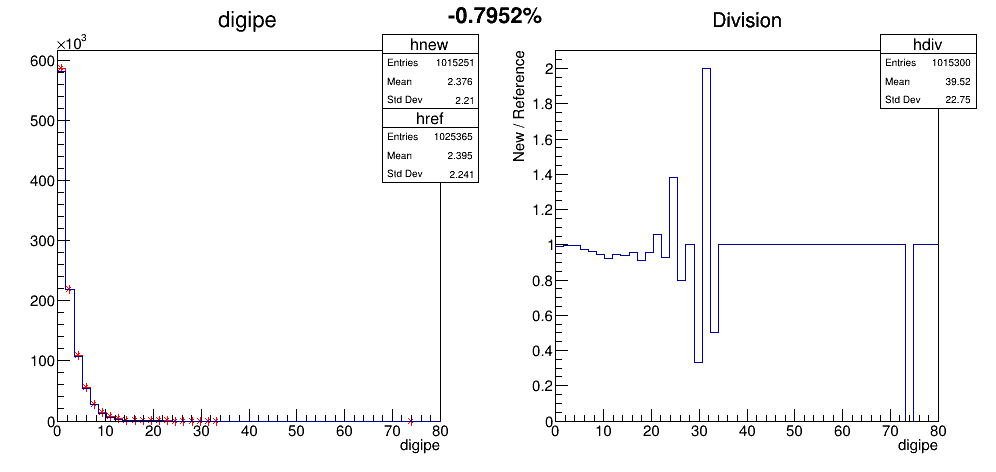 -0.7952%
digipe
×10³
600
500
400
300
200
100
0
0 10 20 30 40 50 60 70 80
digipe
hnew
Entries 1015251
Mean 2.376
Std Dev 2.21
href
Entries 1025365
Mean 2.395
Std Dev 2.241
Division
New / Reference
2
1.8
1.6
1.4
1.2
1
0.8
0.6
0.4
0.2
0
0 10 20 30 40 50 60 70 80
digipe
hdiv
Entries 1015300
Mean 39.52
Std Dev 22.75